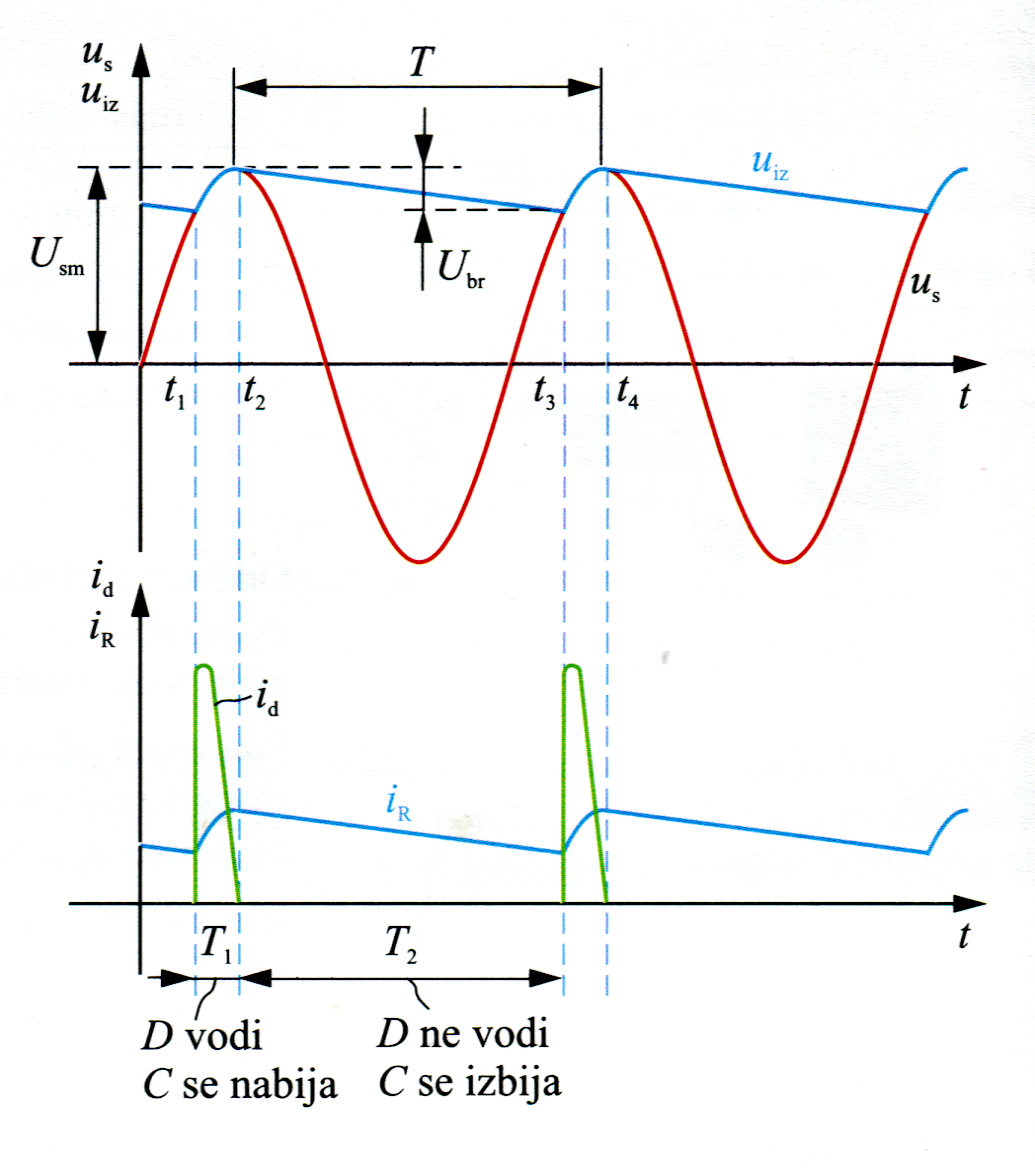 u_s
u_iz
T
u_iz
U_sm
U_br
u_s
t_1
t_2
t_3
t_4
t
i_d
i_R
i_d
i_R
t
T_1
T_2
D vodi
C se nabija
D ne vodi
C se izbija